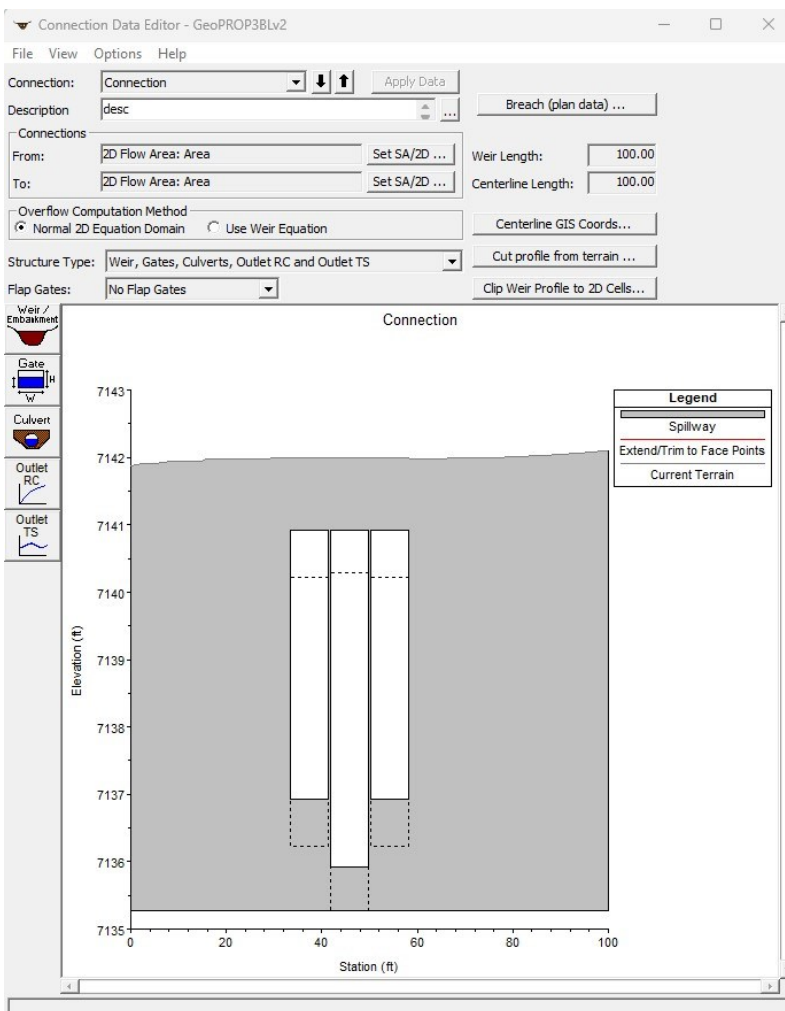 Connection Data Editor - GeoPROP3BLv2
File View Options Help
Connection: Connection Apply Data
Description desc ... Breach (plan data) ...
Connections
From: 2D Flow Area: Area Set SA/2D ... Weir Length: 100.00
To: 2D Flow Area: Area Set SA/2D ... Centerline Length: 100.00
Overflow Computation Method
Normal 2D Equation Domain Use Weir Equation Centerline GIS Coords...
Structure Type: Weir, Gates, Culverts, Outlet RC and Outlet TS Cut profile from terrain ...
Flap Gates: No Flap Gates Clip Weir Profile to 2D Cells...
Weir /
Embankment
Gate
H
W
Culvert
Outlet
RC
Outlet
TS
Connection
7143
7142
7141
7140
7139
7138
7137
7136
7135
Elevation (ft)
0 20 40 60 80 100
Station (ft)
Legend
Spillway
Extend/Trim to Face Points
Current Terrain